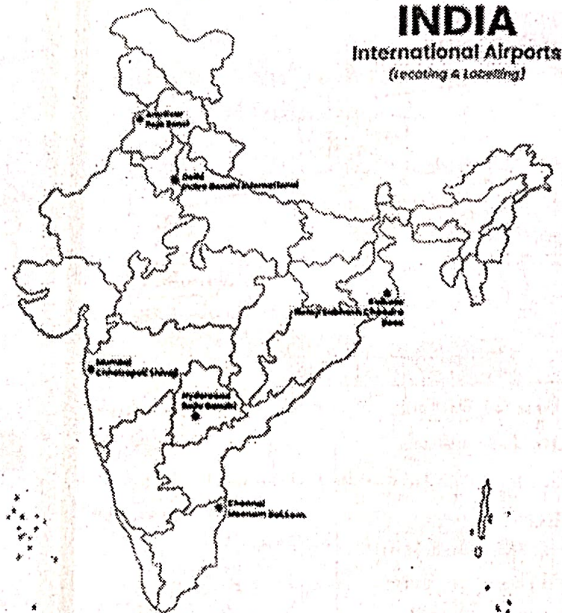 INDIA
International Airports
(Locating & Labelling)
Amritsar
Raja Sansi
Delhi
Indira Gandhi International
Kolkata
Netaji Subhash Chandra
Bose
Mumbai
Chhatrapati Shivaji
Hyderabad
Rajiv Gandhi
Chennai
Meenam Bakkam